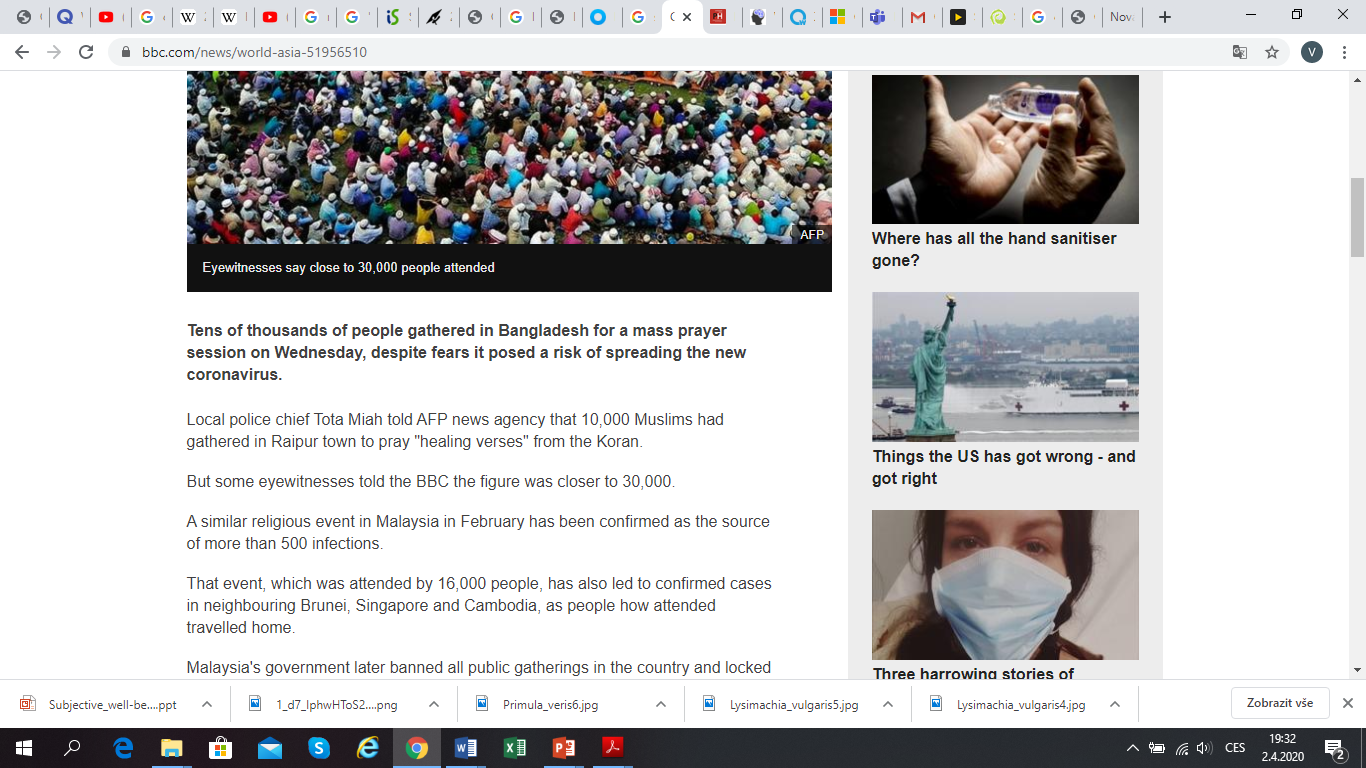 Nov
bbc.com/news/world-asia-51956510
V
AFP
Eyewitnesses say close to 30,000 people attended
Tens of thousands of people gathered in Bangladesh for a mass prayer
session on Wednesday, despite fears it posed a risk of spreading the new
coronavirus.
Local police chief Tota Miah told AFP news agency that 10,000 Muslims had
gathered in Raipur town to pray "healing verses" from the Koran.
But some eyewitnesses told the BBC the figure was closer to 30,000.
A similar religious event in Malaysia in February has been confirmed as the source
of more than 500 infections.
That event, which was attended by 16,000 people, has also led to confirmed cases
in neighbouring Brunei, Singapore and Cambodia, as people how attended
travelled home.
Malaysia's government later banned all public gatherings in the country and locked
Where has all the hand sanitiser
gone?
Things the US has got wrong - and
got right
Three harrowing stories of
Subjective_well-be....ppt
1_d7_IphwHToS2....png
Primula_veris6.jpg
Lysimachia_vulgaris5.jpg
Lysimachia_vulgaris4.jpg
Zobrazit vše
CES
19:32
2.4.2020
2